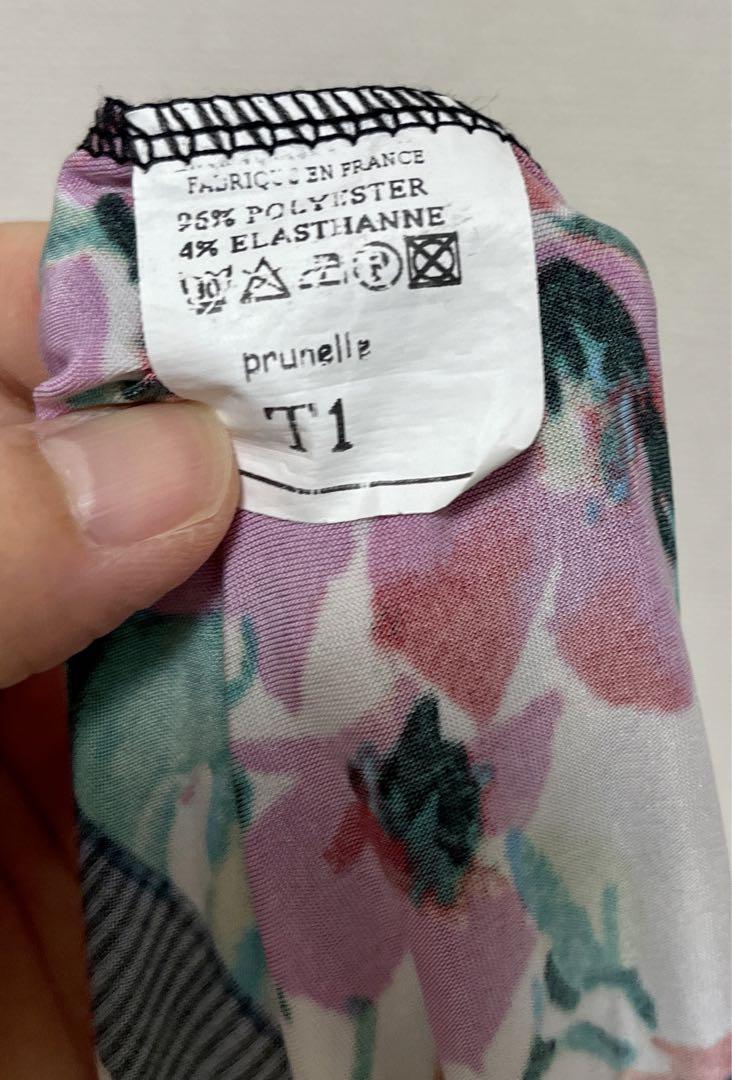 FABRIQUÉ EN FRANCE
96% POLYESTER
4% ELASTHANNE
P
prunelle
T1